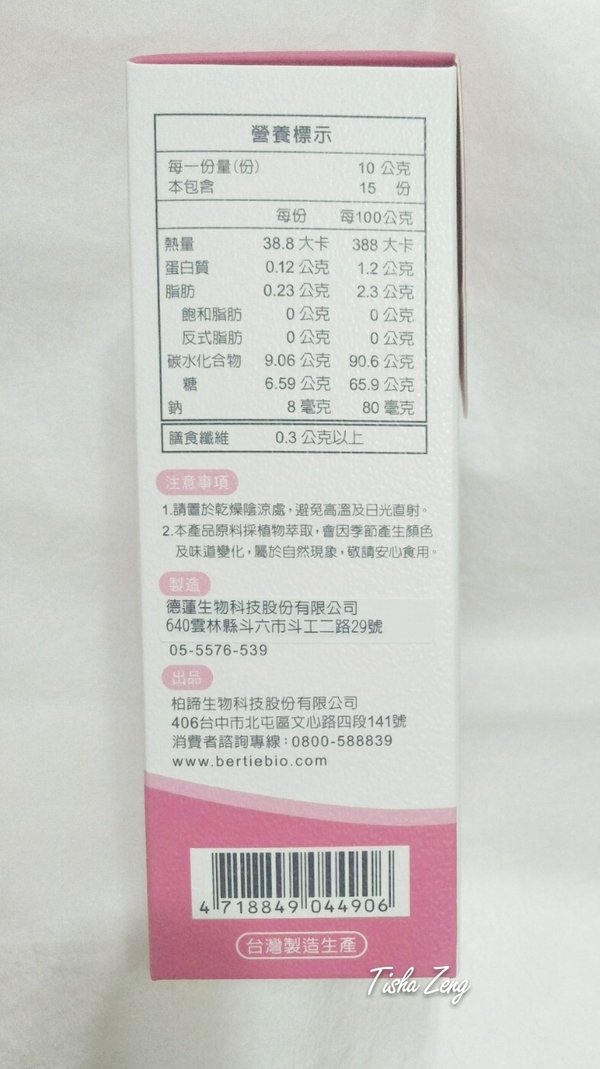 營養標示
每一份量(份) 10 公克
本包含 15 份
每份 每100公克
熱量 38.8 大卡 388 大卡
蛋白質 0.12 公克 1.2 公克
脂肪 0.23 公克 2.3 公克
飽和脂肪 0 公克 0 公克
反式脂肪 0 公克 0 公克
碳水化合物 9.06 公克 90.6 公克
糖 6.59 公克 65.9 公克
鈉 8 毫克 80 毫克
膳食纖維 0.3 公克以上
注意事項
1.請置於乾燥陰涼處，避免高溫及日光直射。
2.本產品原料採植物萃取，會因季節產生顏色
及味道變化，屬於自然現象，敬請安心食用。
製造
德蓮生物科技股份有限公司
640雲林縣斗六市斗工二路29號
05-5576-539
出品
柏諦生物科技股份有限公司
406台中市北屯區文心路四段141號
消費者諮詢專線：0800-588839
www.bertiebio.com
4 718849 044906
台灣製造生產
Tisha Zeng